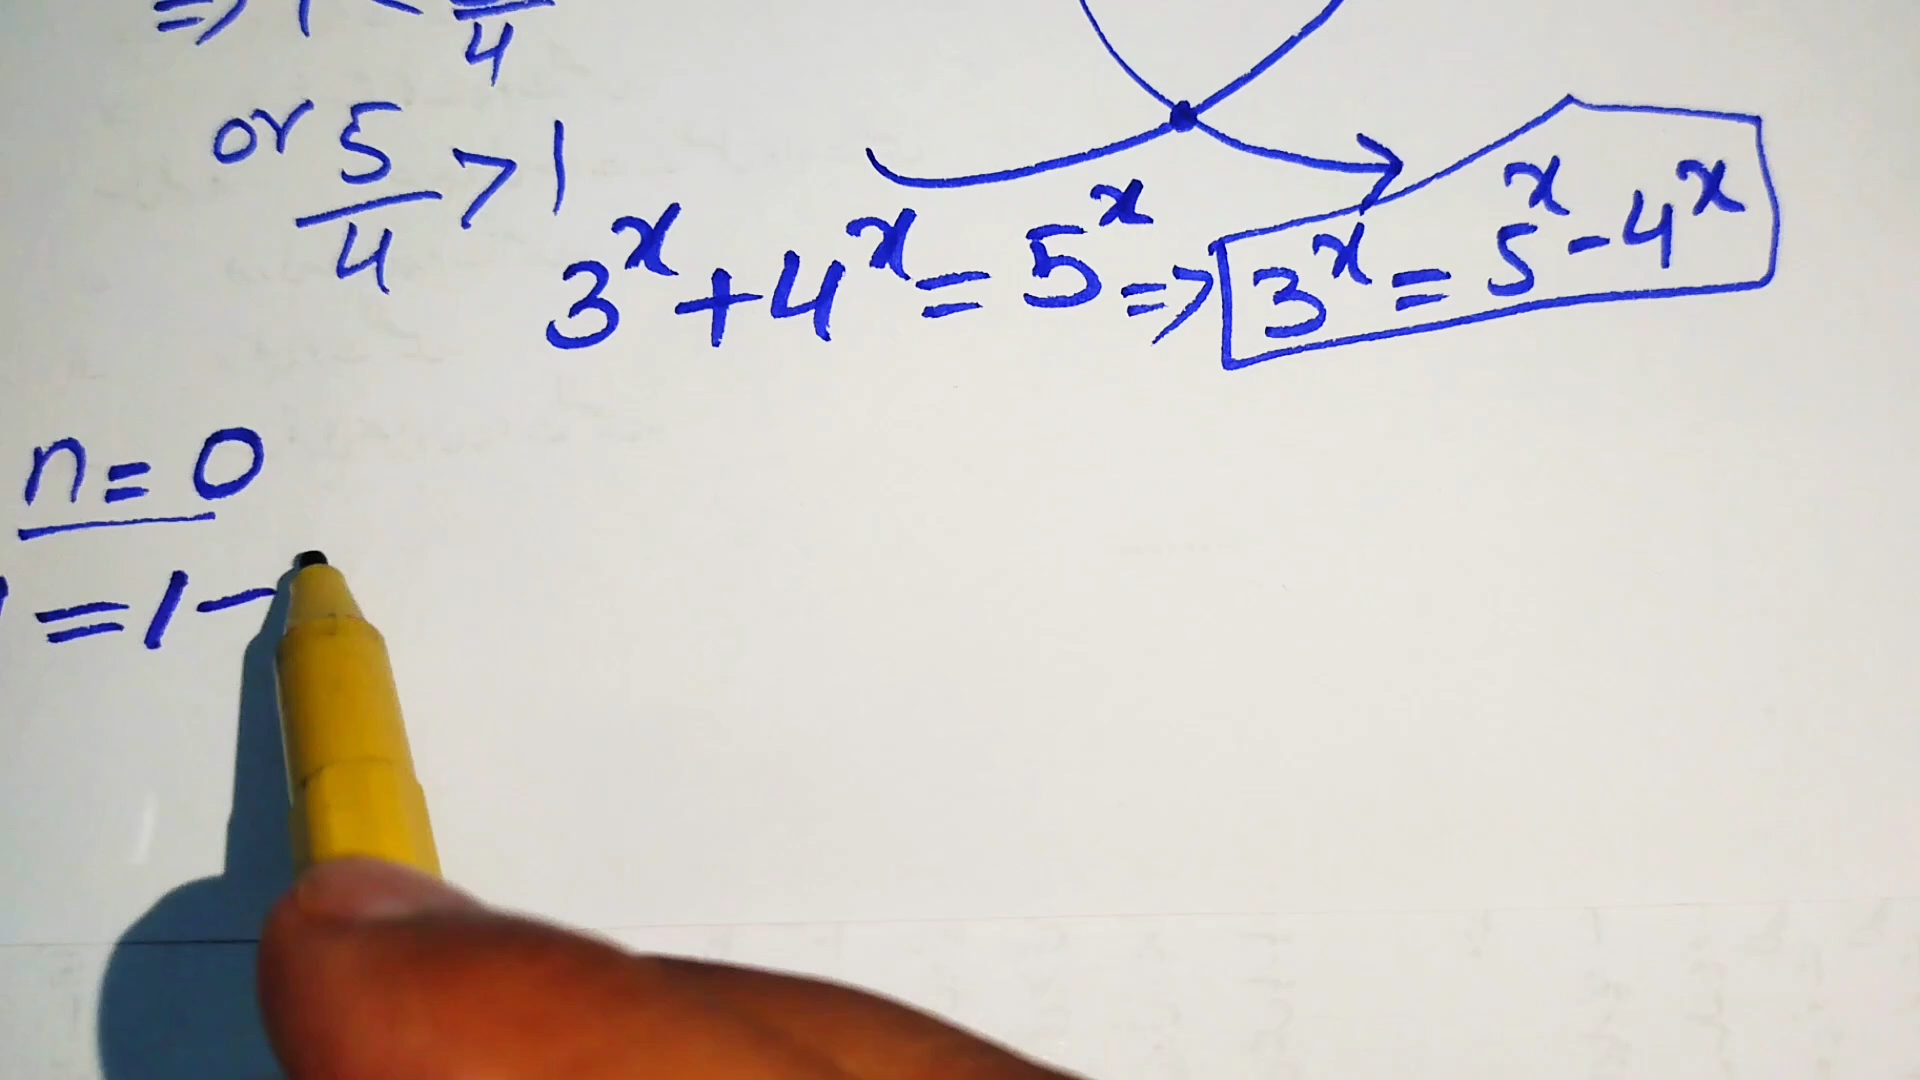 or 5/4 > 1
3^x + 4^x = 5^x => 3^x = 5^x - 4^x
n = 0
= 1 -